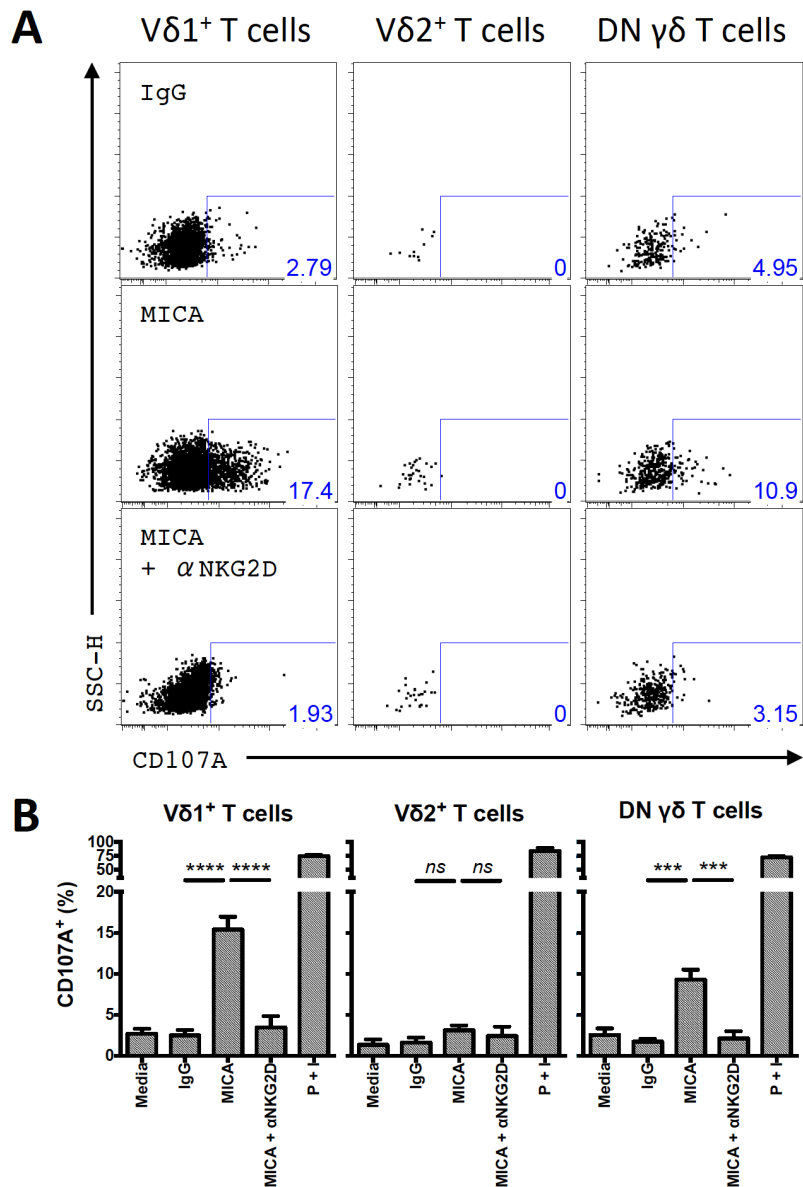 A
Vδ1+ T cells Vδ2+ T cells DN γδ T cells
IgG
2.79 0 4.95
MICA
17.4 0 10.9
MICA
+ αNKG2D
1.93 0 3.15
SSC-H
CD107A
B
Vδ1+ T cells Vδ2+ T cells DN γδ T cells
CD107A+ (%)
100
75
50
20
15
10
5
0
**** ****
ns ns
*** ***
Media IgG MICA MICA + αNKG2D P + I
Media IgG MICA MICA + αNKG2D P + I
Media IgG MICA MICA + αNKG2D P + I